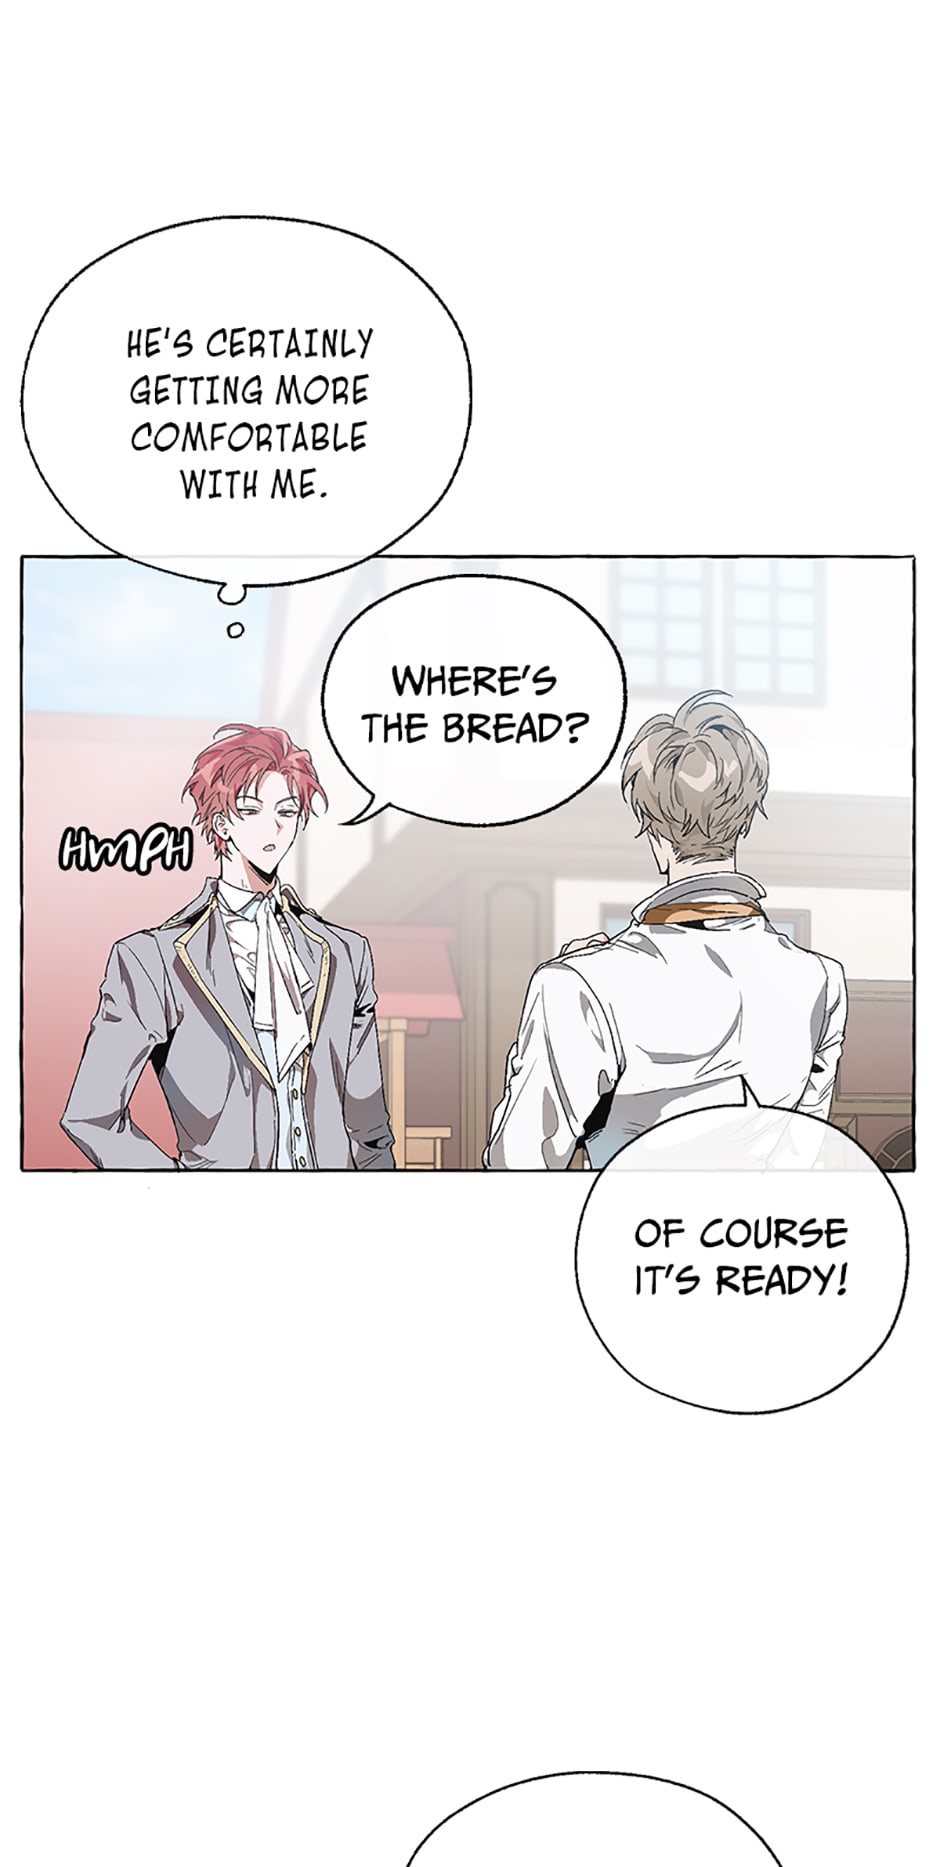 HE'S CERTAINLY
GETTING MORE
COMFORTABLE
WITH ME.
WHERE'S
THE BREAD?
HMPH
OF COURSE
IT'S READY!